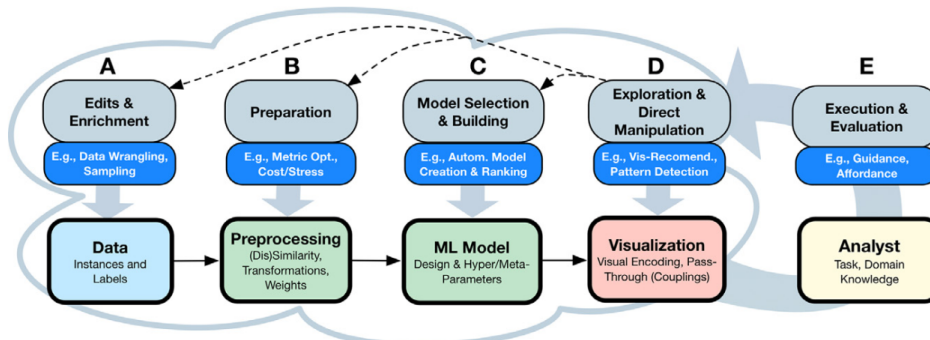 A
B
C
D
E
Edits &
Enrichment
Preparation
Model Selection
& Building
Exploration &
Direct
Manipulation
Execution &
Evaluation
E.g., Data Wrangling,
Sampling
E.g., Metric Opt.,
Cost/Stress
E.g., Autom. Model
Creation & Ranking
E.g., Vis-Recomend.,
Pattern Detection
E.g., Guidance,
Affordance
Data
Instances and
Labels
Preprocessing
(Dis)Similarity,
Transformations,
Weights
ML Model
Design & Hyper/Meta-
Parameters
Visualization
Visual Encoding, Pass-
Through (Couplings)
Analyst
Task, Domain
Knowledge